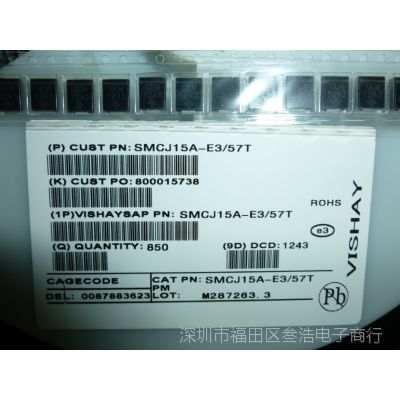 (P) CUST PN: SMCJ15A-E3/57T
(K) CUST PO: 800015738
ROHS
(1P)VISHAYSAP PN: SMCJ15A-E3/57T
e3
(Q) QUANTITY: 850
(9D) DCD: 1243
VISHAY
CAGECODE
CAT PN: SMCJ15A-E3/57T
PM
DEL: 0087883623
LOT: M287263.3
Pb
深圳市福田区叁浩电子商行